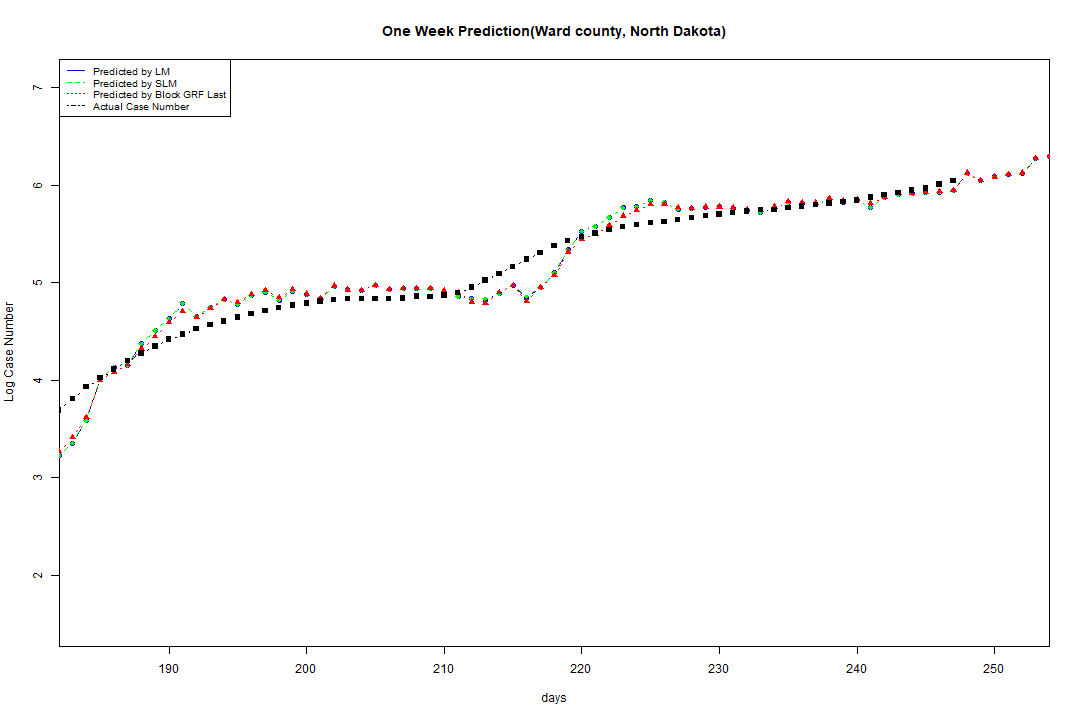 One Week Prediction(Ward county, North Dakota)
Predicted by LM
Predicted by SLM
Predicted by Block GRF Last
Actual Case Number
7
6
5
4
3
2
Log Case Number
190 200 210 220 230 240 250
days